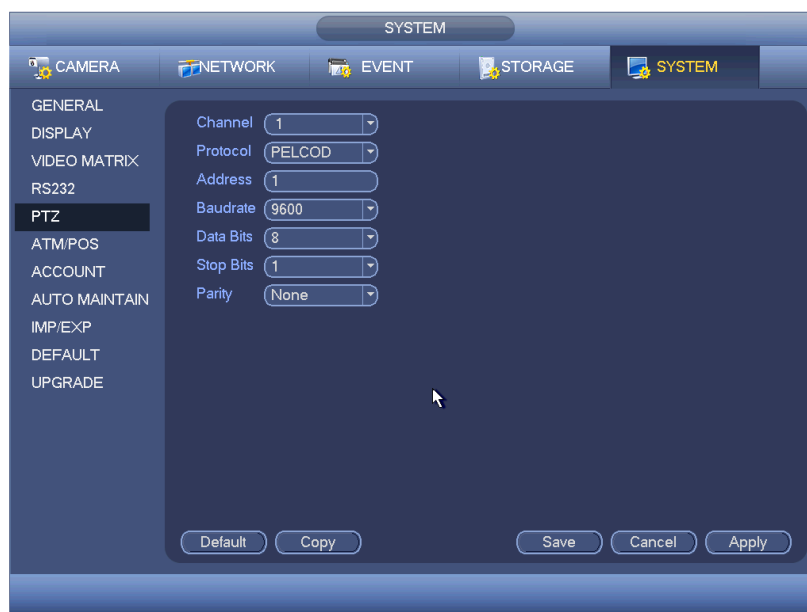 SYSTEM
CAMERA NETWORK EVENT STORAGE SYSTEM
GENERAL
DISPLAY
VIDEO MATRIX
RS232
PTZ
ATM/POS
ACCOUNT
AUTO MAINTAIN
IMP/EXP
DEFAULT
UPGRADE
Channel 1
Protocol PELCOD
Address 1
Baudrate 9600
Data Bits 8
Stop Bits 1
Parity None
Default Copy Save Cancel Apply